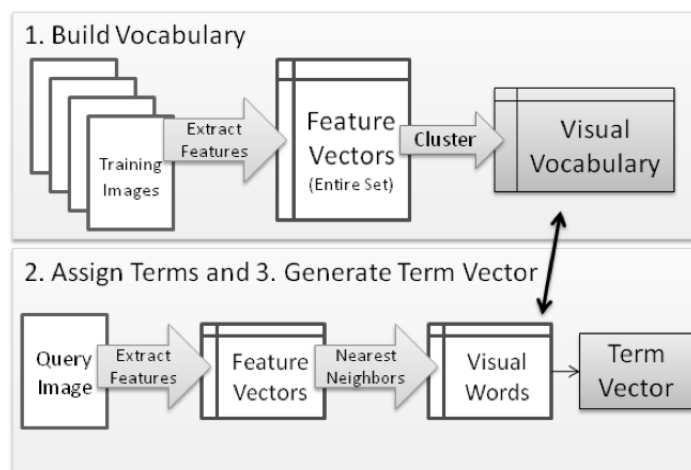 1. Build Vocabulary
Training
Images
Extract
Features
Feature
Vectors
(Entire Set)
Cluster
Visual
Vocabulary
2. Assign Terms and 3. Generate Term Vector
Query
Image
Extract
Features
Feature
Vectors
Nearest
Neighbors
Visual
Words
Term
Vector